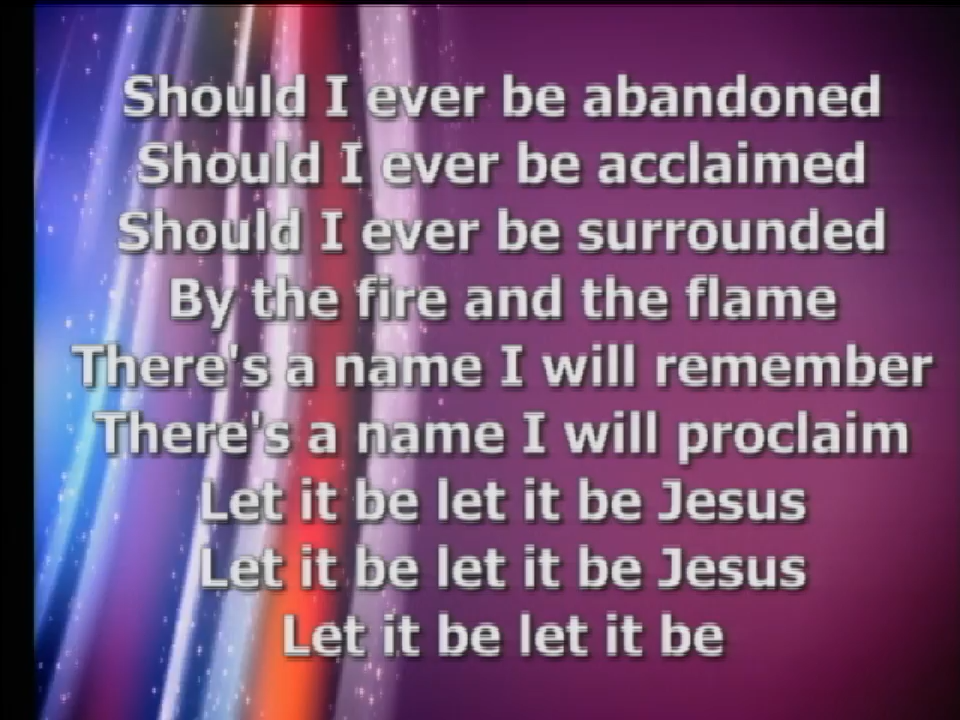 Should I ever be abandoned
Should I ever be acclaimed
Should I ever be surrounded
By the fire and the flame
There's a name I will remember
There's a name I will proclaim
Let it be let it be Jesus
Let it be let it be Jesus
Let it be let it be